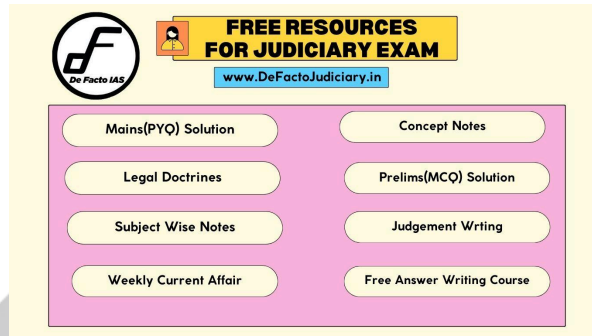 De Facto IAS
FREE RESOURCES
FOR JUDICIARY EXAM
www.DeFactoJudiciary.in
Mains(PYQ) Solution
Concept Notes
Legal Doctrines
Prelims(MCQ) Solution
Subject Wise Notes
Judgement Wrting
Weekly Current Affair
Free Answer Writing Course